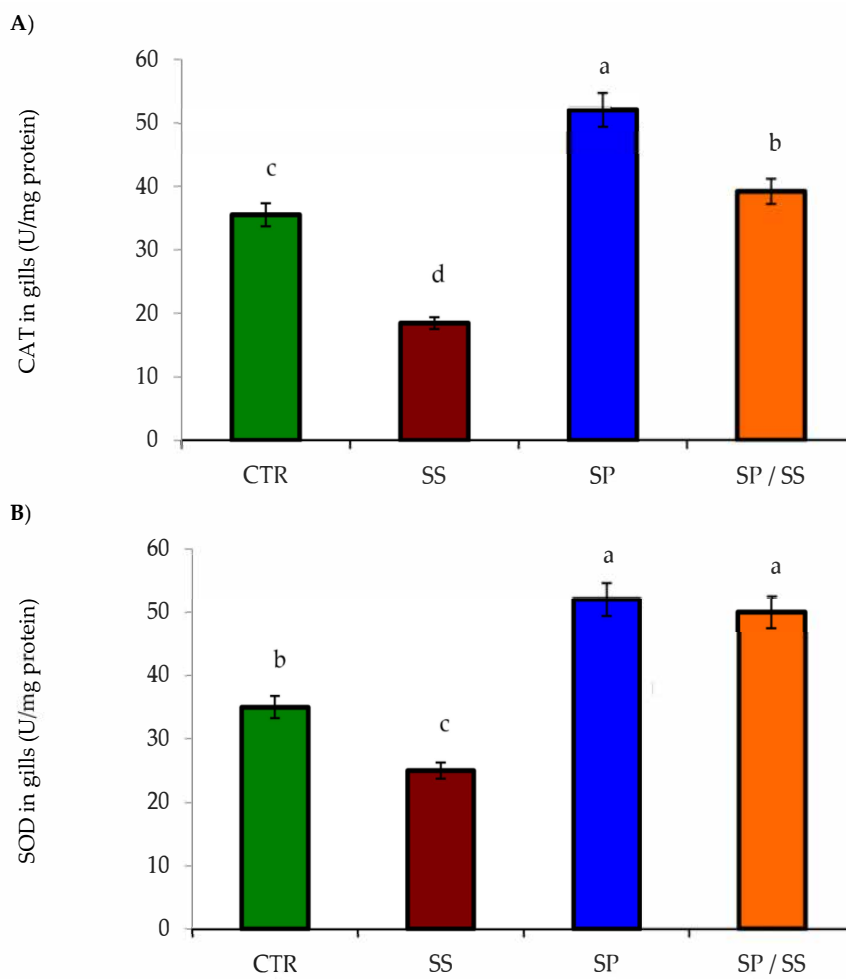 A)
CAT in gills (U/mg protein)
60
50
40
30
20
10
0
c
d
a
b
CTR SS SP SP / SS
B)
SOD in gills (U/mg protein)
60
50
40
30
20
10
0
b
c
a
a
CTR SS SP SP / SS